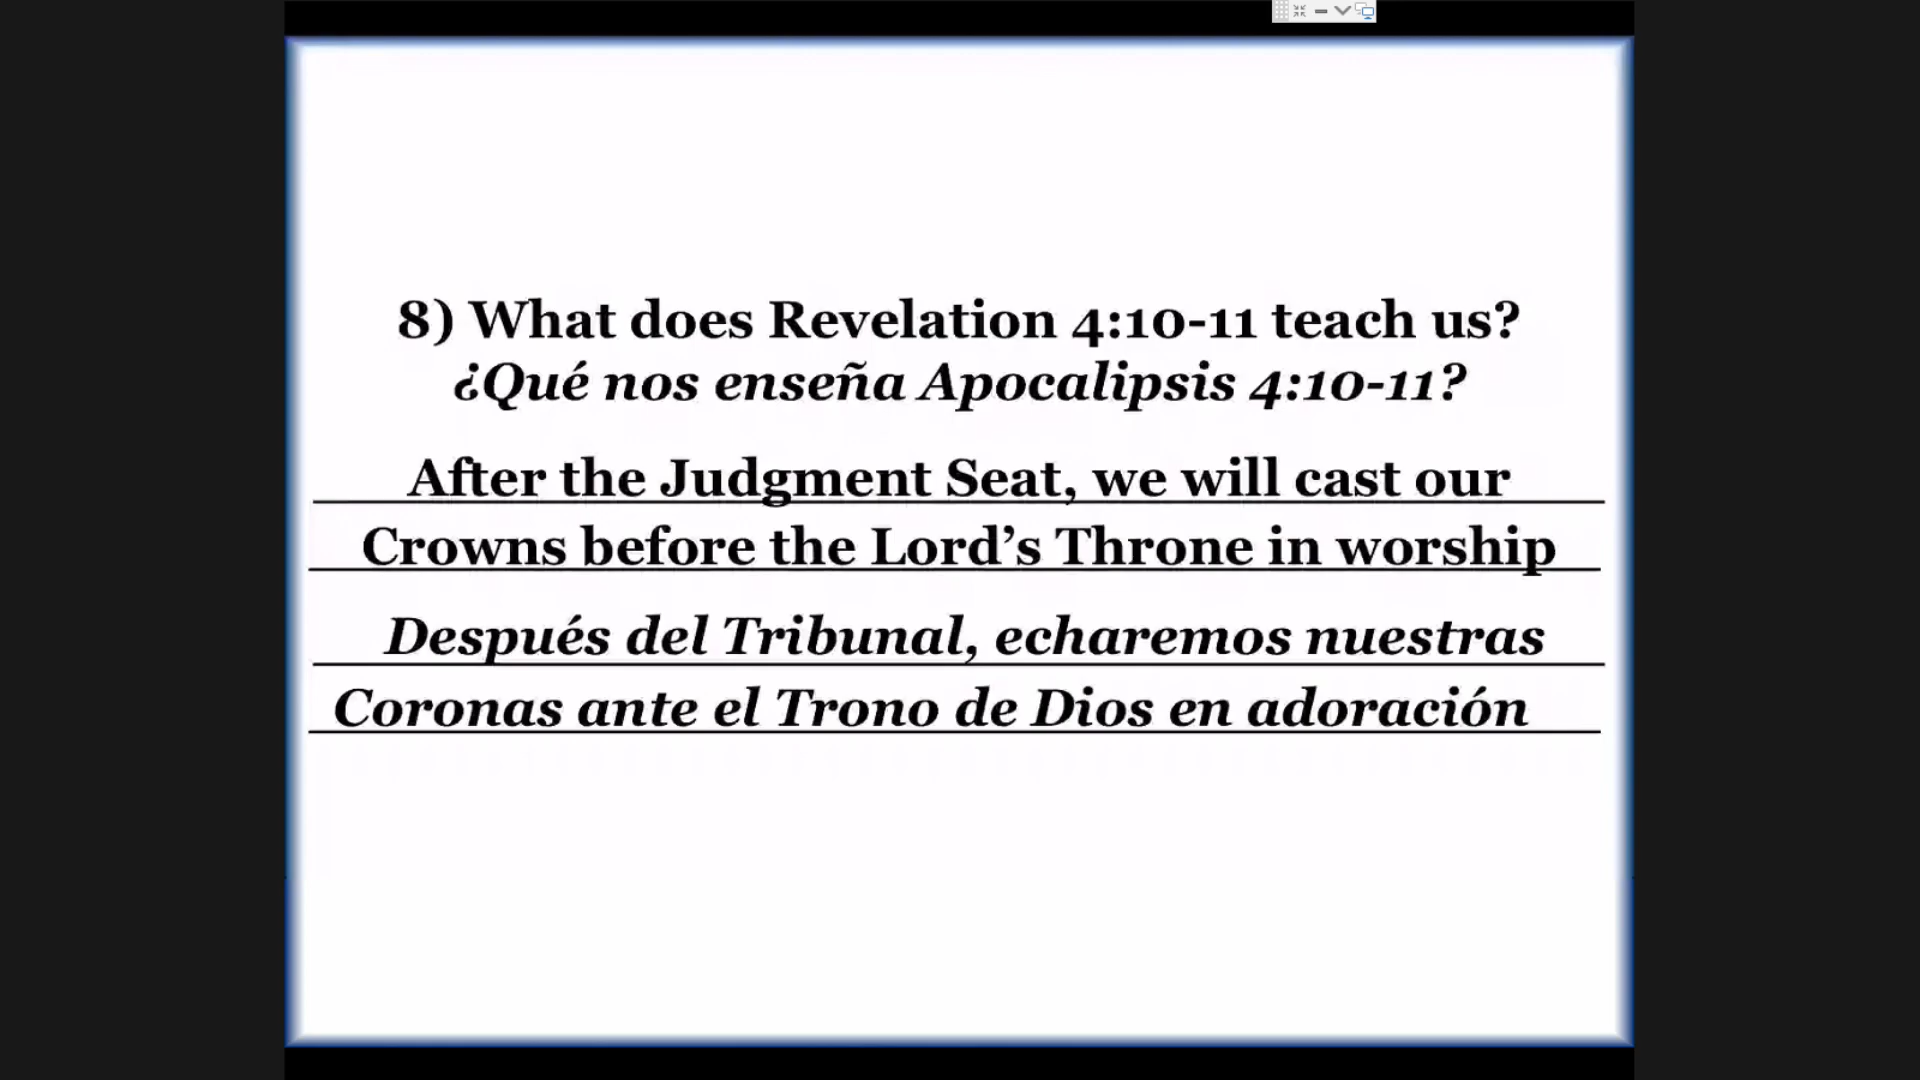 8) What does Revelation 4:10-11 teach us?
¿Qué nos enseña Apocalipsis 4:10-11?
After the Judgment Seat, we will cast our
Crowns before the Lord’s Throne in worship
Después del Tribunal, echaremos nuestras
Coronas ante el Trono de Dios en adoración